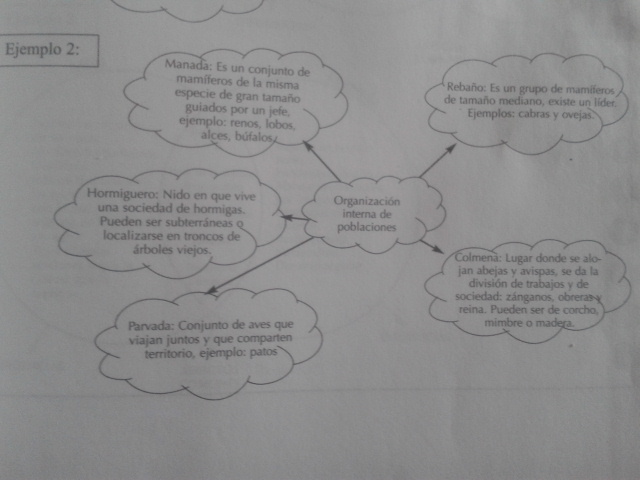 Ejemplo 2:
Manada: Es un conjunto de
mamíferos de la misma
especie de gran tamaño
guiados por un jefe,
ejemplo: renos, lobos,
alces, búfalos.
Rebaño: Es un grupo de mamíferos
de tamaño mediano, existe un líder.
Ejemplos: cabras y ovejas.
Hormiguero: Nido en que vive
una sociedad de hormigas.
Pueden ser subterráneas o
localizarse en troncos de
árboles viejos.
Organización
interna de
poblaciones
Colmena: Lugar donde se alo-
jan abejas y avispas, se da la
división de trabajos y de
sociedad: zánganos, obreras y
reina. Pueden ser de corcho,
mimbre o madera.
Parvada: Conjunto de aves que
viajan juntos y que comparten
territorio, ejemplo: patos